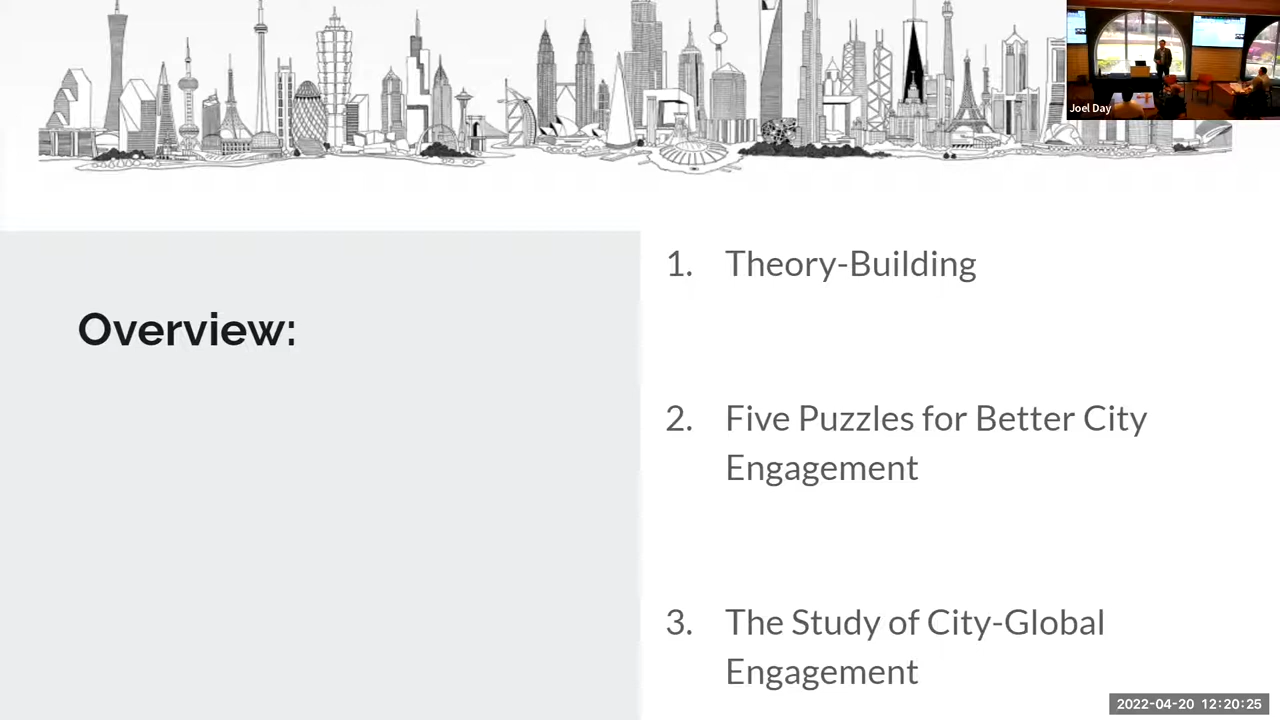 Joel Day
Overview:
1. Theory-Building
2. Five Puzzles for Better City
Engagement
3. The Study of City-Global
Engagement
2022-04-20 12:20:25